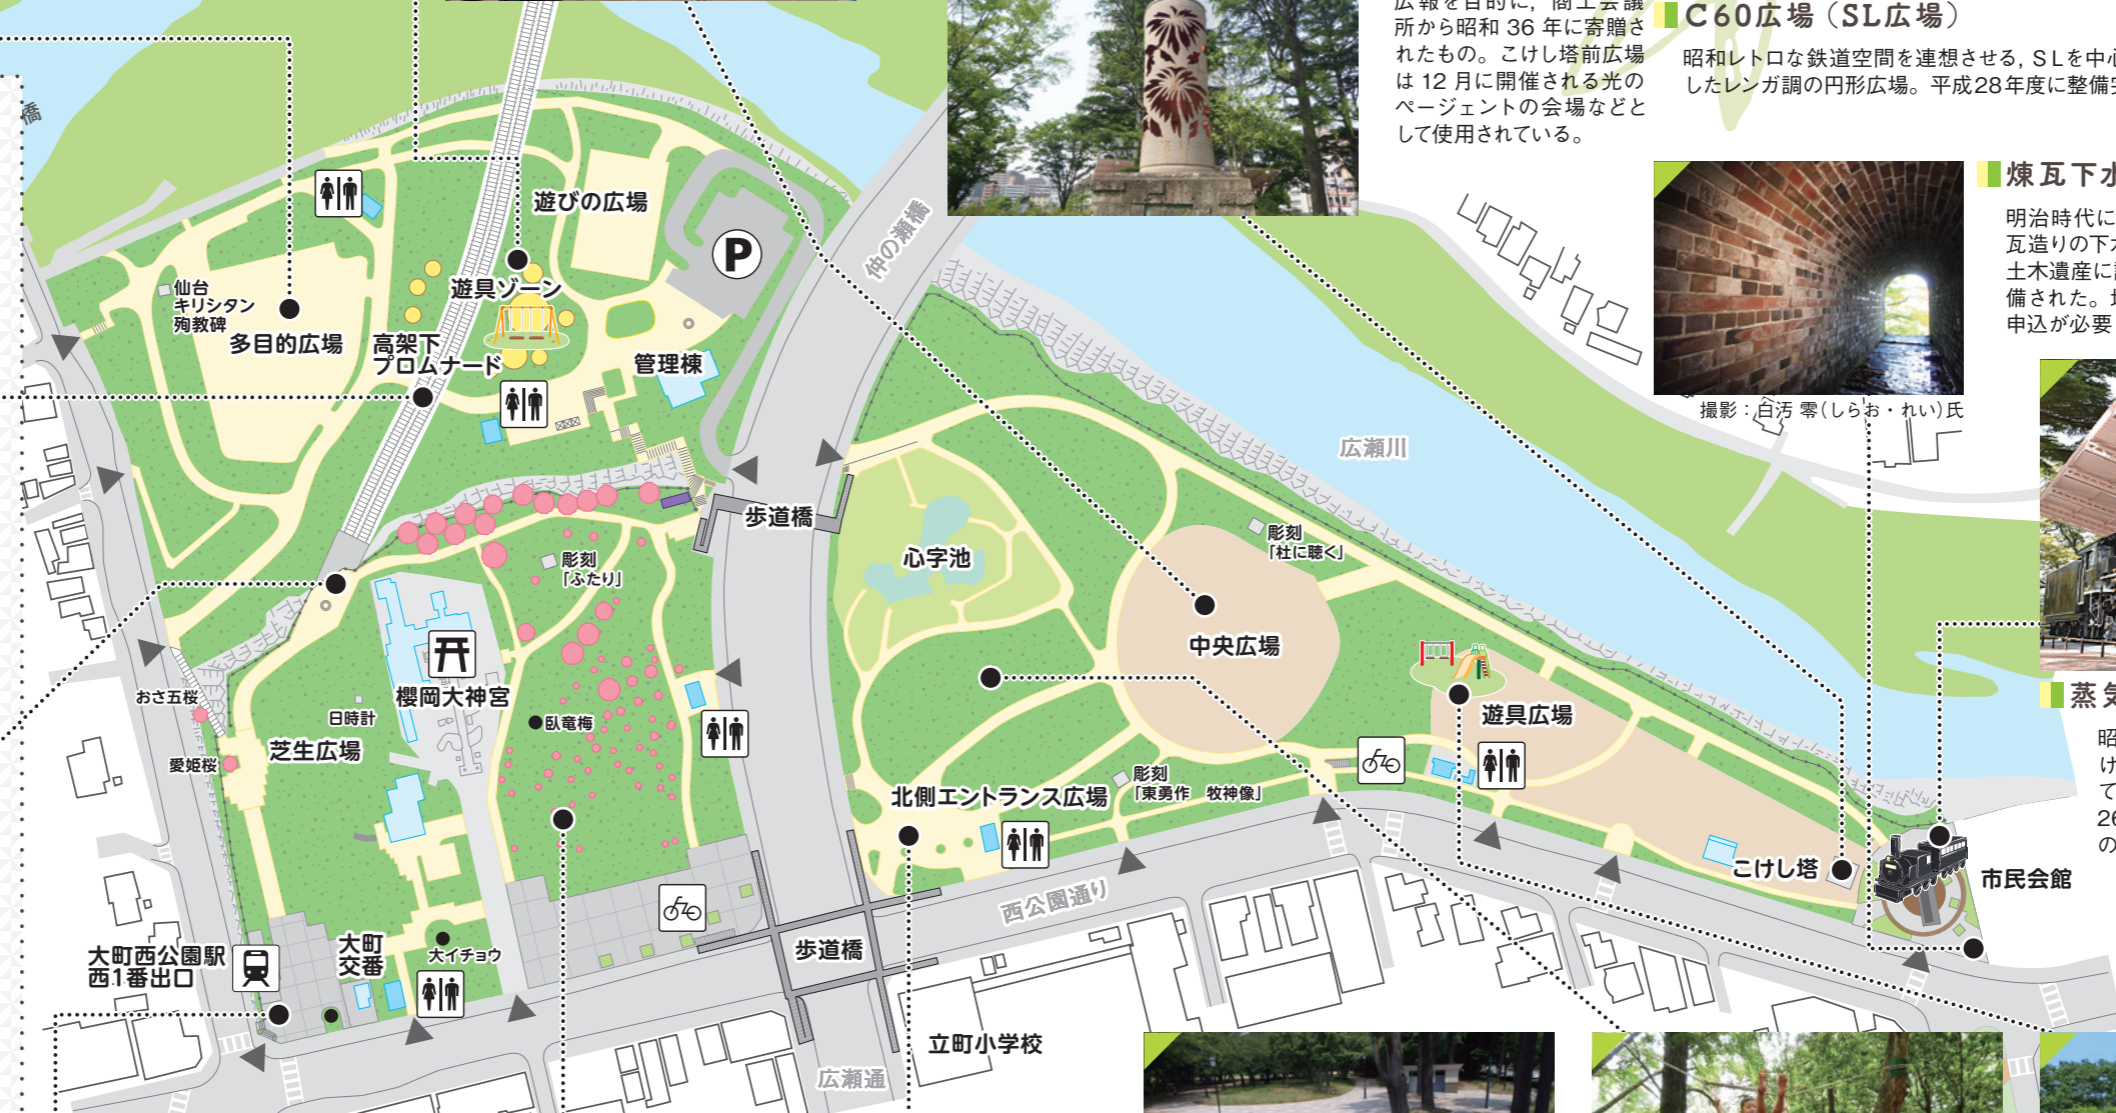 広報を目的に，商工会議
所から昭和 36 年に寄贈さ
れたもの。こけし塔前広場
は 12 月に開催される光の
ページェントの会場などと
して使用されている。
C60広場（SL広場）
昭和レトロな鉄道空間を連想させる，SLを中心
したレンガ調の円形広場。平成28年度に整備
煉瓦下水
明治時代に
瓦造りの下水
土木遺産に
備された。
申込が必要
撮影：白汚 零（しらお・れい）氏
蒸気
昭
け
て
26
の
橋
仲の瀬橋
遊びの広場
P
仙台
キリシタン
殉教碑
多目的広場
遊具ゾーン
高架下
プロムナード
管理棟
広瀬川
歩道橋
彫刻
「ふたり」
心字池
彫刻
「杜に聴く」
中央広場
おさ五桜
日時計
櫻岡大神宮
臥竜梅
愛姫桜
芝生広場
遊具広場
北側エントランス広場
彫刻
「東勇作　牧神像」
こけし塔
市民会館
西公園通り
大町西公園駅
西1番出口
大町
交番
大イチョウ
歩道橋
立町小学校
広瀬通